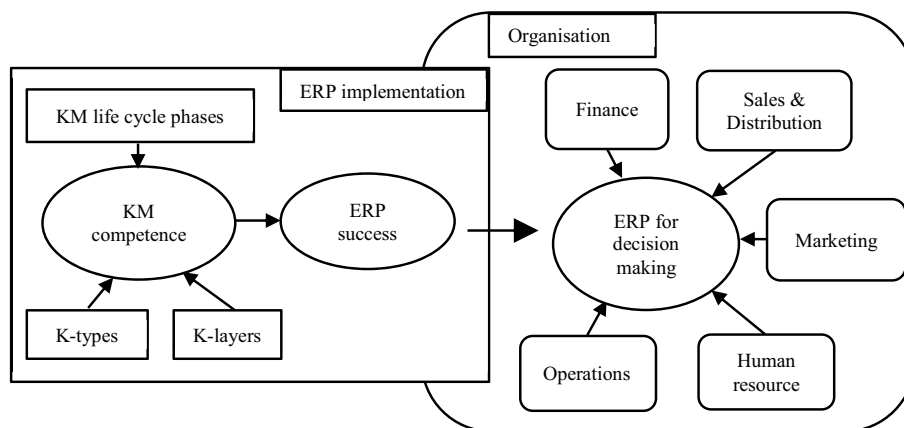 Organisation
ERP implementation
KM life cycle phases
KM
competence
ERP
success
K-types
K-layers
Finance
Sales &
Distribution
ERP for
decision
making
Marketing
Operations
Human
resource